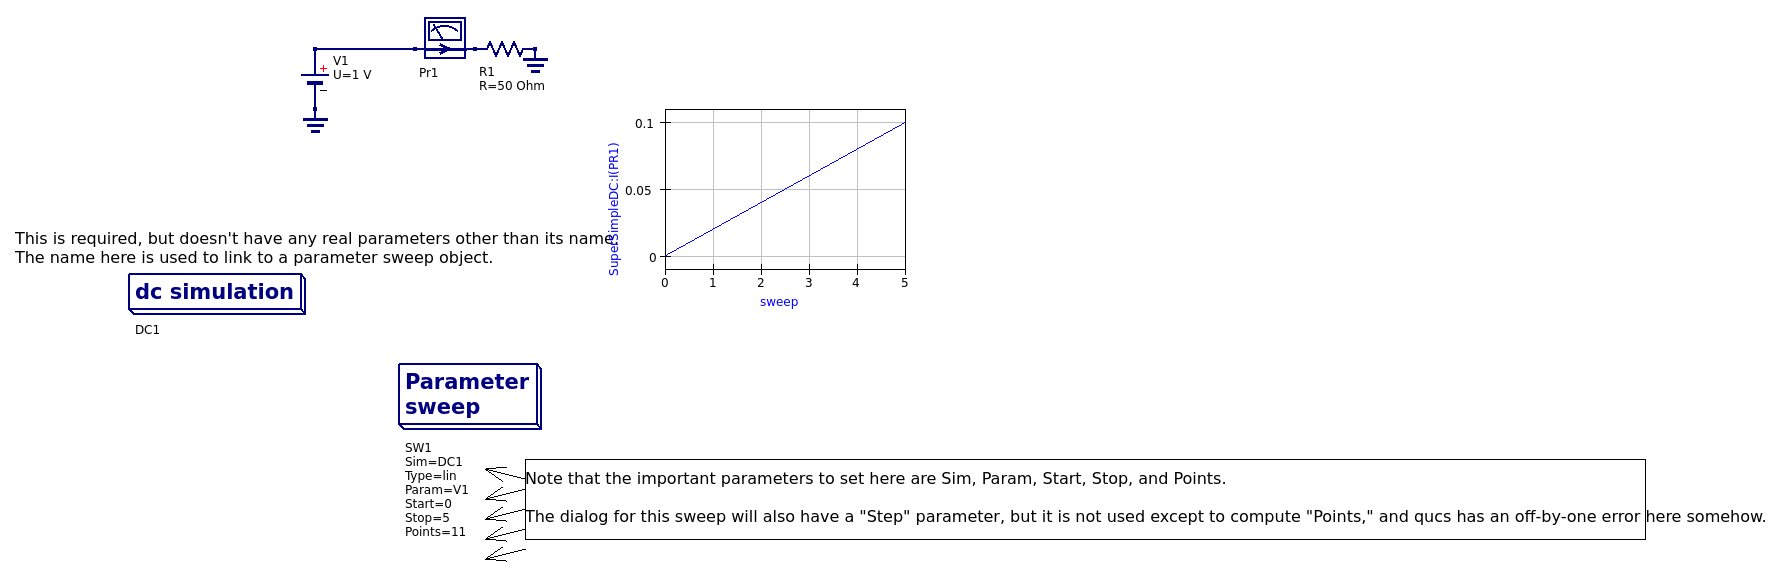 V1
U=1 V
Pr1
R1
R=50 Ohm
+
−
0.1
0.05
0
SuperSimpleDC:I(PR1)
0 1 2 3 4 5
sweep
This is required, but doesn't have any real parameters other than its name.
The name here is used to link to a parameter sweep object.
dc simulation
DC1
Parameter
sweep
SW1
Sim=DC1
Type=lin
Param=V1
Start=0
Stop=5
Points=11
Note that the important parameters to set here are Sim, Param, Start, Stop, and Points.
The dialog for this sweep will also have a "Step" parameter, but it is not used except to compute "Points," and qucs has an off-by-one error here somehow.